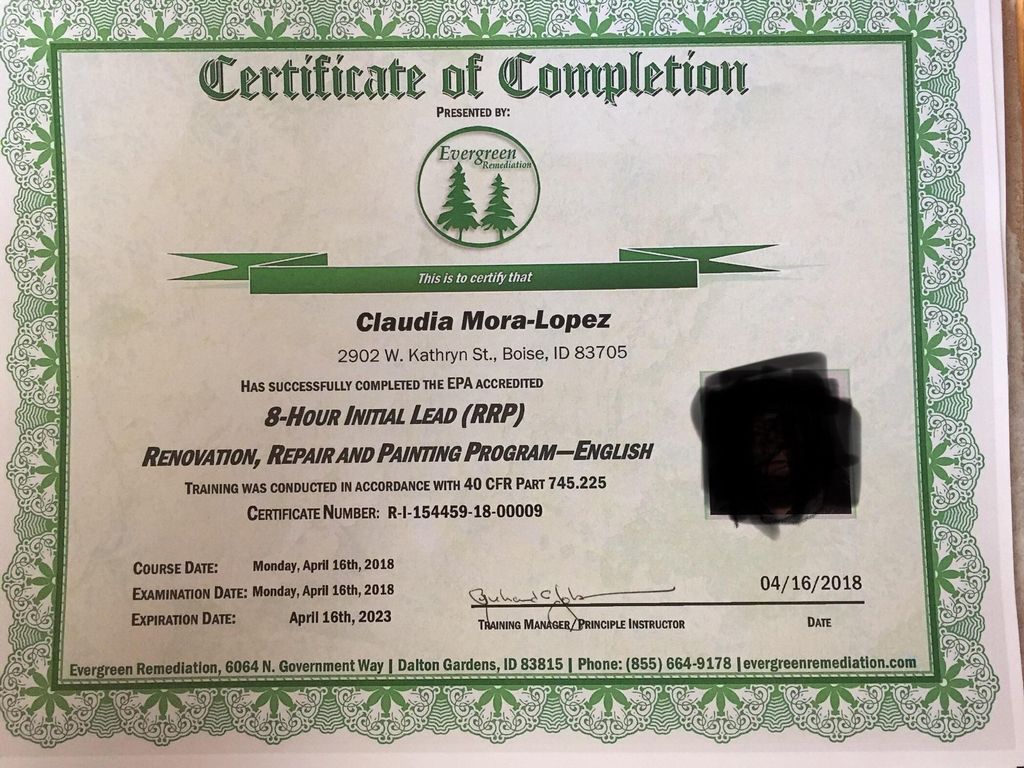 Certificate of Completion
PRESENTED BY:
Evergreen
Remediation
This is to certify that
Claudia Mora-Lopez
2902 W. Kathryn St., Boise, ID 83705
HAS SUCCESSFULLY COMPLETED THE EPA ACCREDITED
8-HOUR INITIAL LEAD (RRP)
RENOVATION, REPAIR AND PAINTING PROGRAM—ENGLISH
TRAINING WAS CONDUCTED IN ACCORDANCE WITH 40 CFR PART 745.225
CERTIFICATE NUMBER: R-I-154459-18-00009
COURSE DATE: Monday, April 16th, 2018
EXAMINATION DATE: Monday, April 16th, 2018
EXPIRATION DATE: April 16th, 2023
04/16/2018
TRAINING MANAGER/PRINCIPLE INSTRUCTOR
DATE
Evergreen Remediation, 6064 N. Government Way | Dalton Gardens, ID 83815 | Phone: (855) 664-9178 |evergreenremediation.com